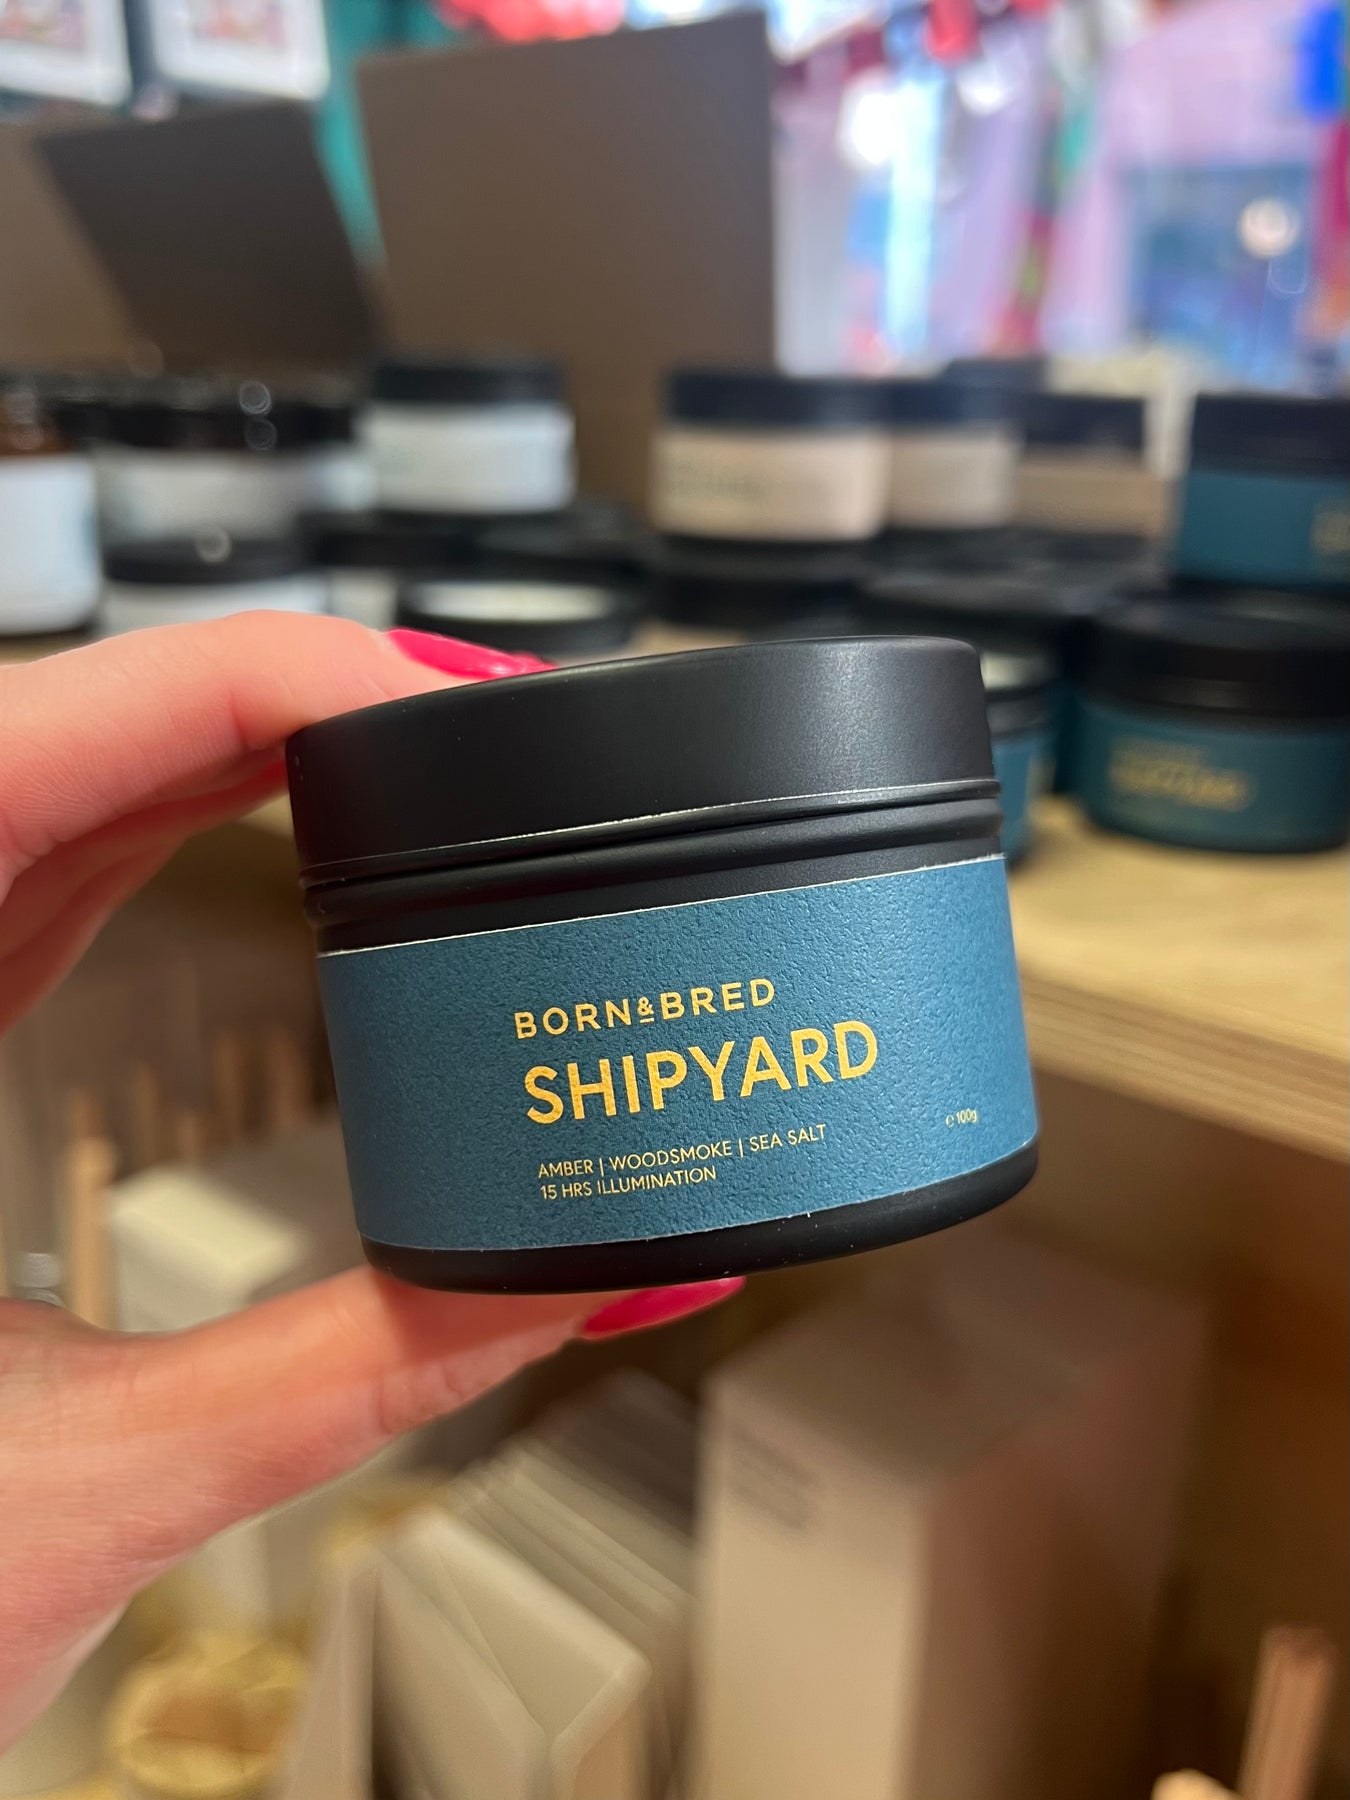 BORN&BRED
SHIPYARD
AMBER | WOODSMOKE | SEA SALT
15 HRS ILLUMINATION
℮ 100g